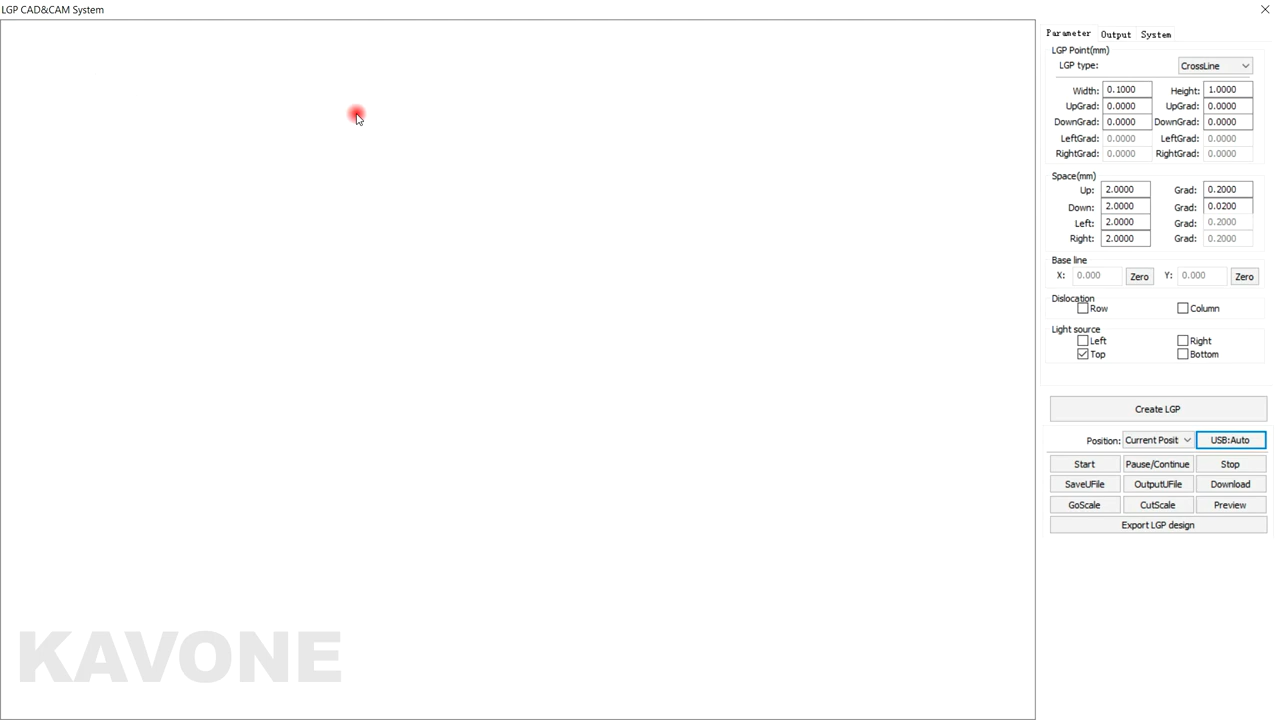 LGP CAD&CAM System
Parameter Output System
LGP Point(mm)
LGP type: CrossLine
Width: 0.1000 Height: 1.0000
UpGrad: 0.0000 UpGrad: 0.0000
DownGrad: 0.0000 DownGrad: 0.0000
LeftGrad: 0.0000 LeftGrad: 0.0000
RightGrad: 0.0000 RightGrad: 0.0000
Space(mm)
Up: 2.0000 Grad: 0.2000
Down: 2.0000 Grad: 0.0200
Left: 2.0000 Grad: 0.2000
Right: 2.0000 Grad: 0.2000
Base line
X: 0.000 Zero Y: 0.000 Zero
Dislocation
Row Column
Light source
Left Right
Top Bottom
Create LGP
Position: Current Posit USB:Auto
Start Pause/Continue Stop
SaveUFile OutputUFile Download
GoScale CutScale Preview
Export LGP design
KAVONE